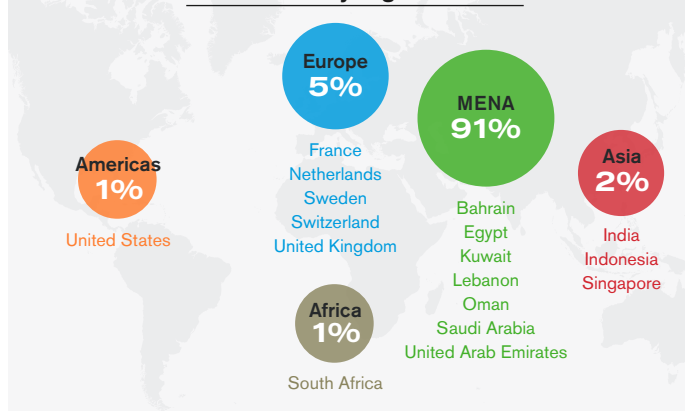 Europe
5%
France
Netherlands
Sweden
Switzerland
United Kingdom
MENA
91%
Bahrain
Egypt
Kuwait
Lebanon
Oman
Saudi Arabia
United Arab Emirates
Americas
1%
United States
Asia
2%
India
Indonesia
Singapore
Africa
1%
South Africa